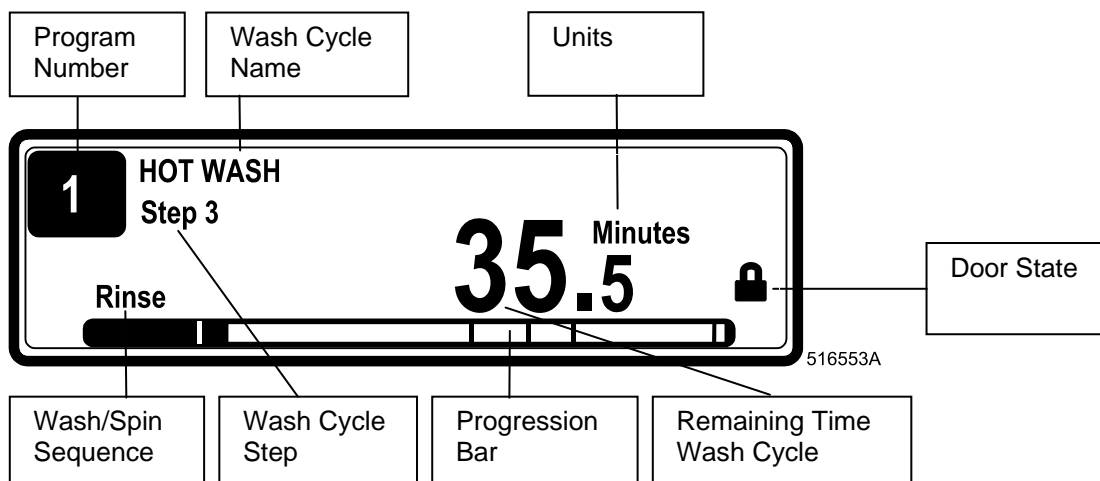 Program
Number
Wash Cycle
Name
Units
1
HOT WASH
Step 3
35.5
Minutes
Rinse
Door State
516553A
Wash/Spin
Sequence
Wash Cycle
Step
Progression
Bar
Remaining Time
Wash Cycle